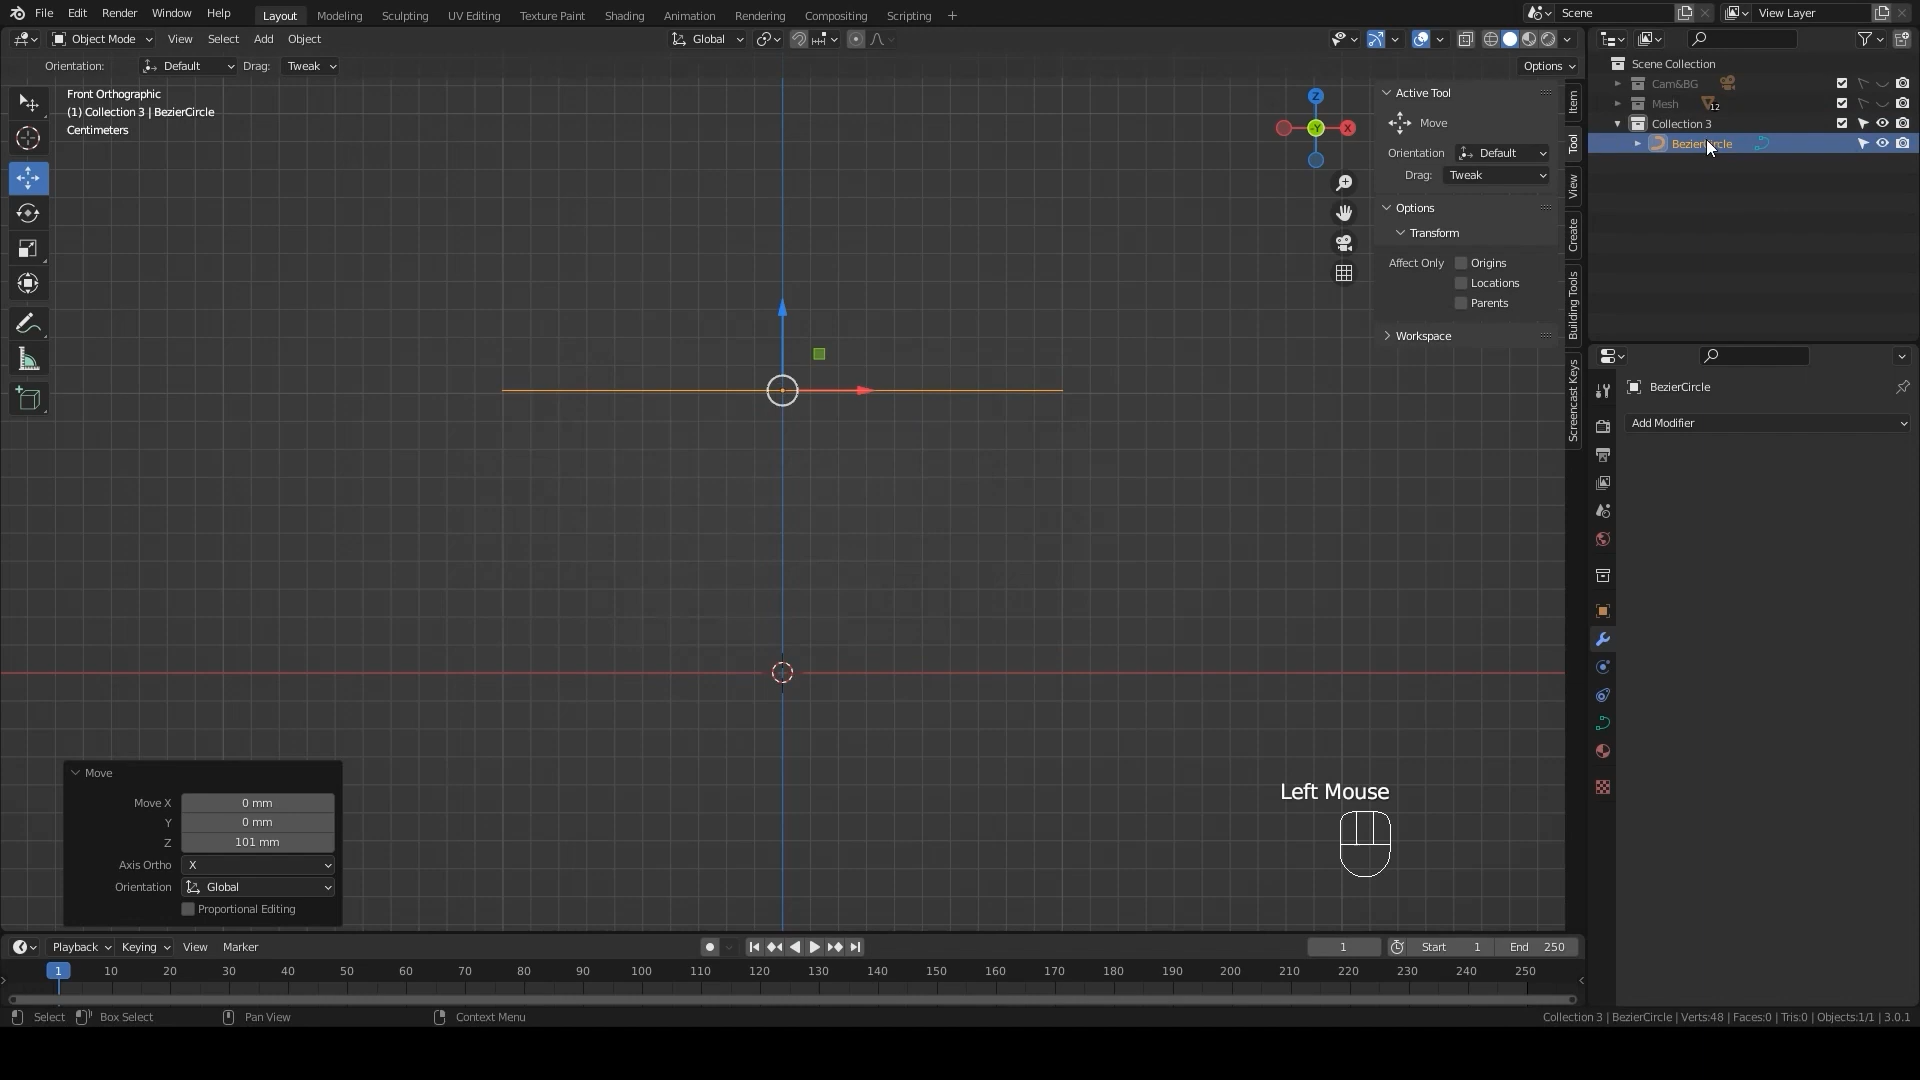 File Edit Render Window Help Layout Modeling Sculpting UV Editing Texture Paint Shading Animation Rendering Compositing Scripting + Scene View Layer
Object Mode View Select Add Object Global
Orientation: Default Drag: Tweak Options
Front Orthographic
(1) Collection 3 | BezierCircle
Centimeters
Z
X
-Y
Active Tool
Move
Orientation Default
Drag: Tweak
Options
Transform
Affect Only Origins
Locations
Parents
Workspace
Item
Tool
View
Create
Building Tools
Screencast Keys
Scene Collection
Cam&BG
Mesh 12
Collection 3
BezierCircle
BezierCircle
Add Modifier
Move
Move X 0 mm
Y 0 mm
Z 101 mm
Axis Ortho X
Orientation Global
Proportional Editing
Left Mouse
Playback Keying View Marker 1 Start 1 End 250
1 10 20 30 40 50 60 70 80 90 100 110 120 130 140 150 160 170 180 190 200 210 220 230 240 250
Select Box Select Pan View Context Menu Collection 3 | BezierCircle | Verts:48 | Faces:0 | Tris:0 | Objects:1/1 | 3.0.1